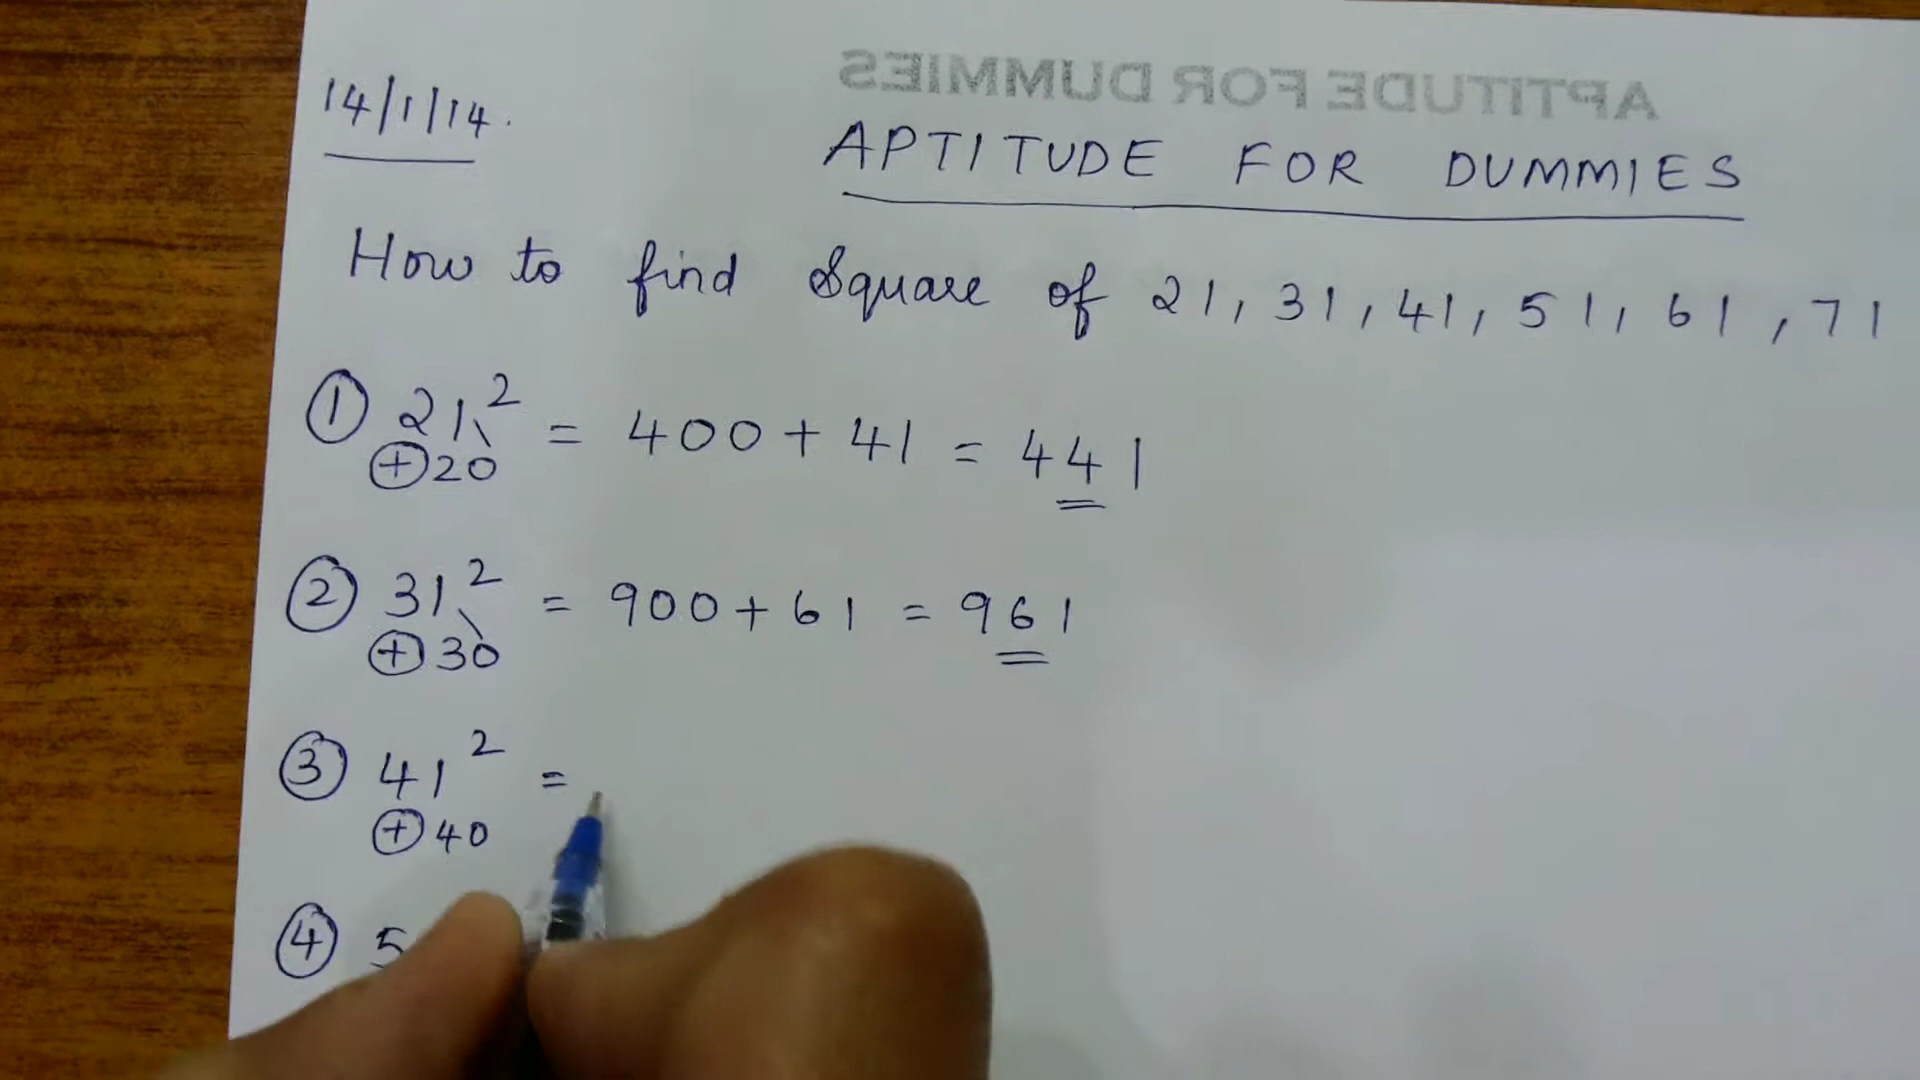 APTITUDE FOR DUMMIES
14/1/14.
APTITUDE FOR DUMMIES
How to find Square of 21, 31, 41, 51, 61, 71
① 21² = 400 + 41 = 441
⊕20
② 31² = 900 + 61 = 961
⊕30
③ 41² =
⊕40
④ 5